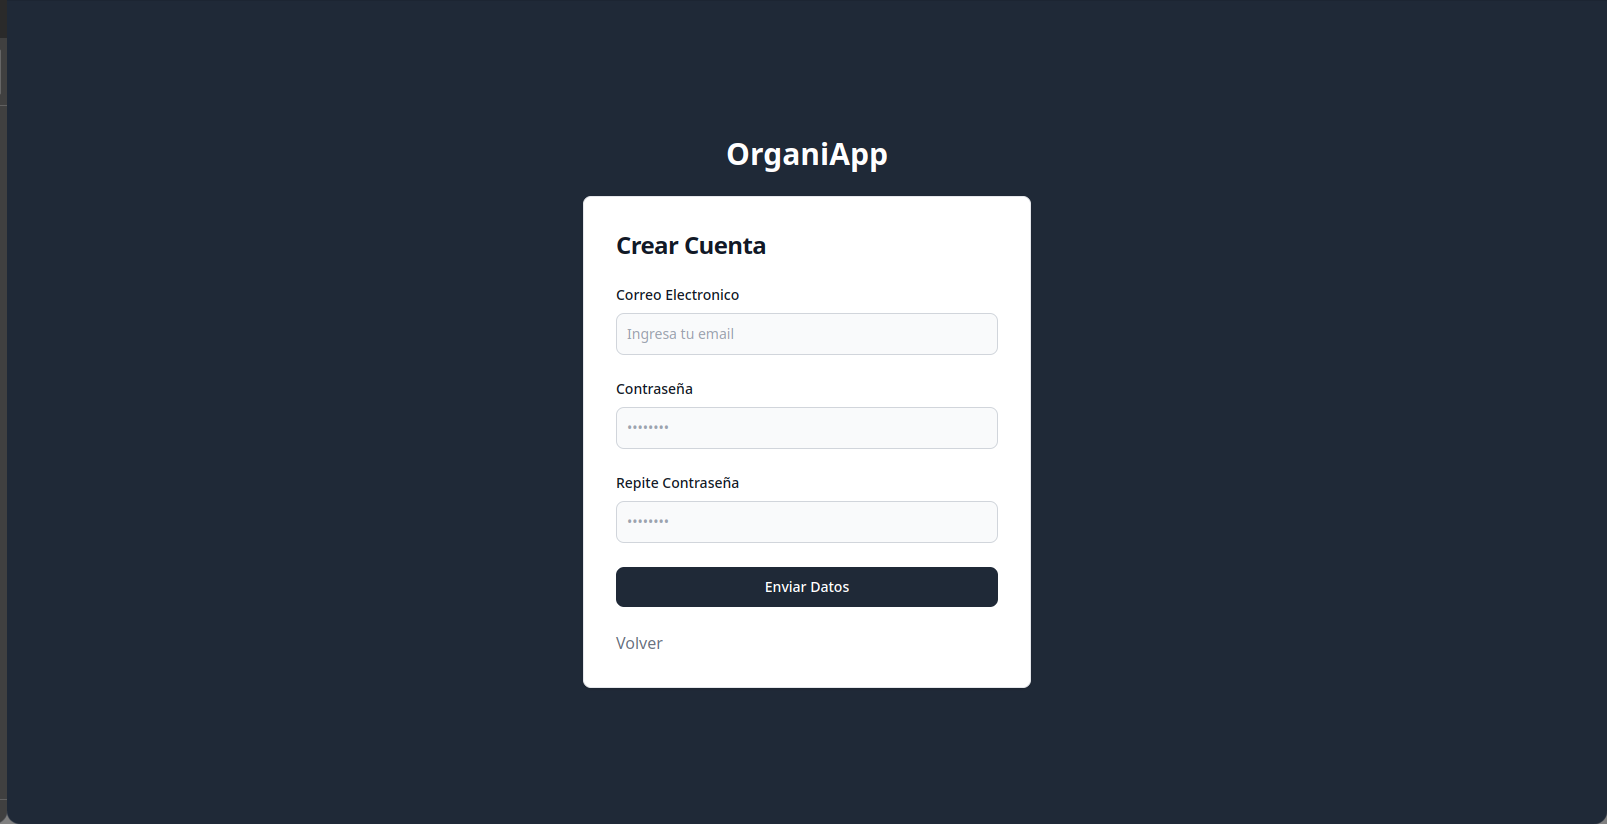 OrganiApp
Crear Cuenta
Correo Electronico
Ingresa tu email
Contraseña
••••••••
Repite Contraseña
••••••••
Enviar Datos
Volver